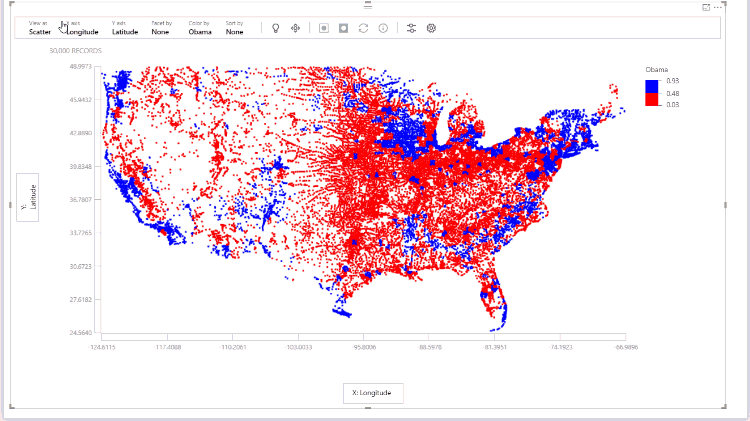 View as X axis Y axis Facet by Color by Sort by
Scatter Longitude Latitude None Obama None
30,000 RECORDS
48.9973
45.9432
42.8890
39.8348
36.7807
33.7265
30.6723
27.6182
24.5640
Y: Latitude
-124.6115 -117.4088 -110.2061 -103.0033 -95.8006 -88.5978 -81.3951 -74.1923 -66.9896
X: Longitude
Obama
0.93
0.48
0.03